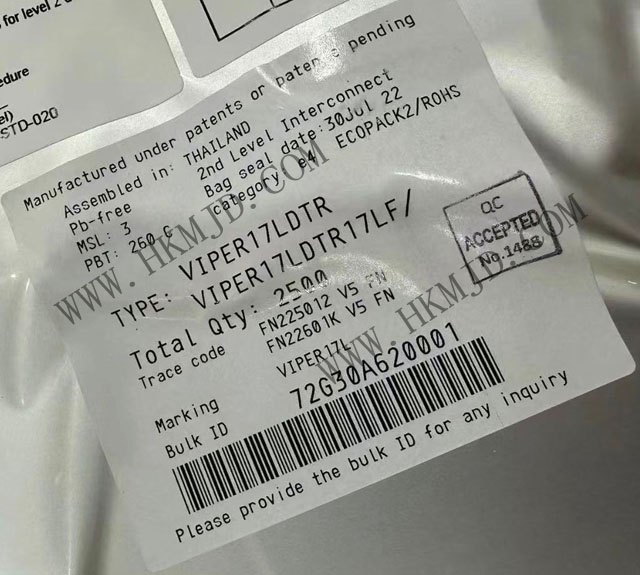 for level 2
edure
el)
STD-020
Manufactured under patents or patent pending
Assembled in: THAILAND
Pb-free 2nd Level Interconnect
MSL: 3 Bag seal date:30Jul 22
PBT: 260 C category e4 ECOPACK2/ROHS
TYPE: VIPER17LDTR
VIPER17LDTR17LF/
Total Qty: 2500
Trace code FN225012 V5 FN
FN22601K V5 FN
Marking VIPER17L
Bulk ID 72G30A620001
Please provide the bulk ID for any inquiry
QC
ACCEPTED
No.1488
WWW.HKMJD.COM
WWW.HKMJD.COM